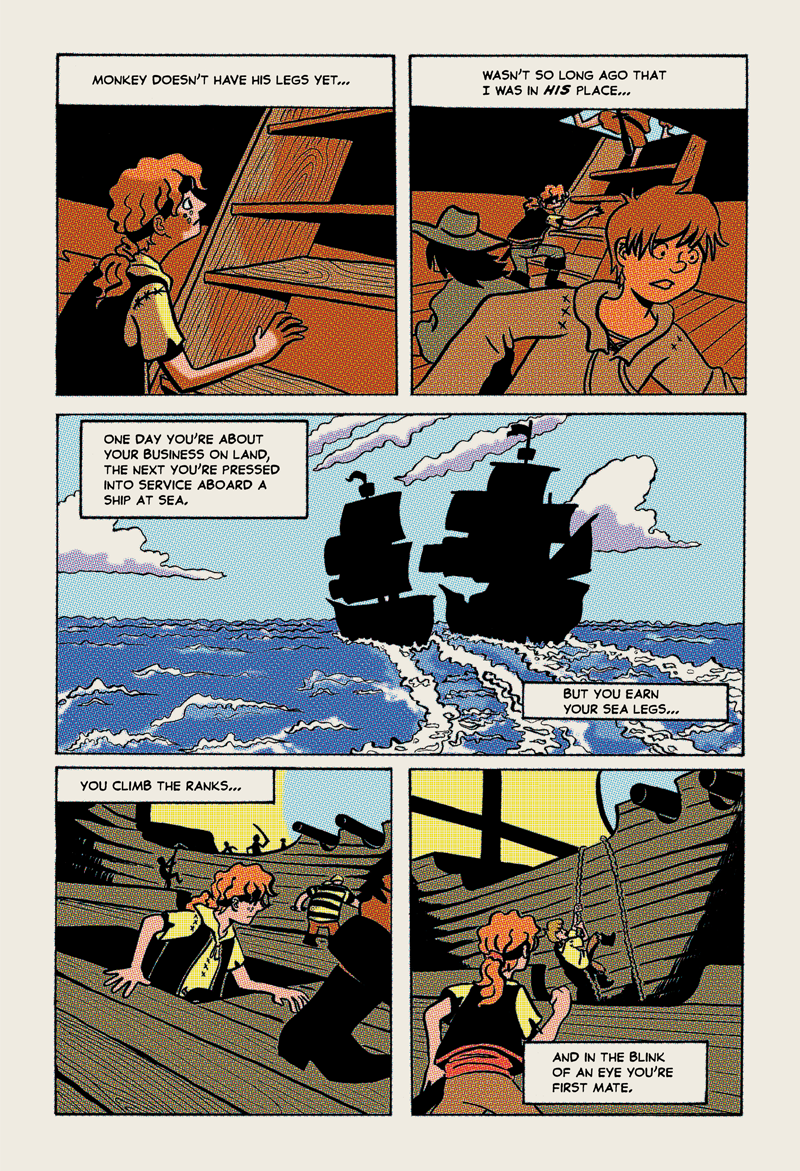 MONKEY DOESN'T HAVE HIS LEGS YET...
WASN'T SO LONG AGO THAT
I WAS IN HIS PLACE...
ONE DAY YOU'RE ABOUT
YOUR BUSINESS ON LAND,
THE NEXT YOU'RE PRESSED
INTO SERVICE ABOARD A
SHIP AT SEA.
BUT YOU EARN
YOUR SEA LEGS...
YOU CLIMB THE RANKS...
AND IN THE BLINK
OF AN EYE YOU'RE
FIRST MATE.